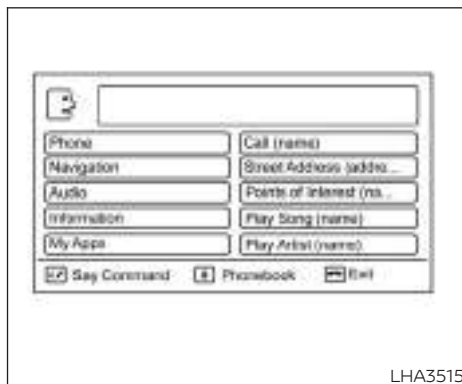 Phone Call (name)
Navigation Street Address (addre...
Audio Points of Interest (na...
Information Play Song (name)
My Apps Play Artist (name)
Say Command Phonebook Exit
LHA3515